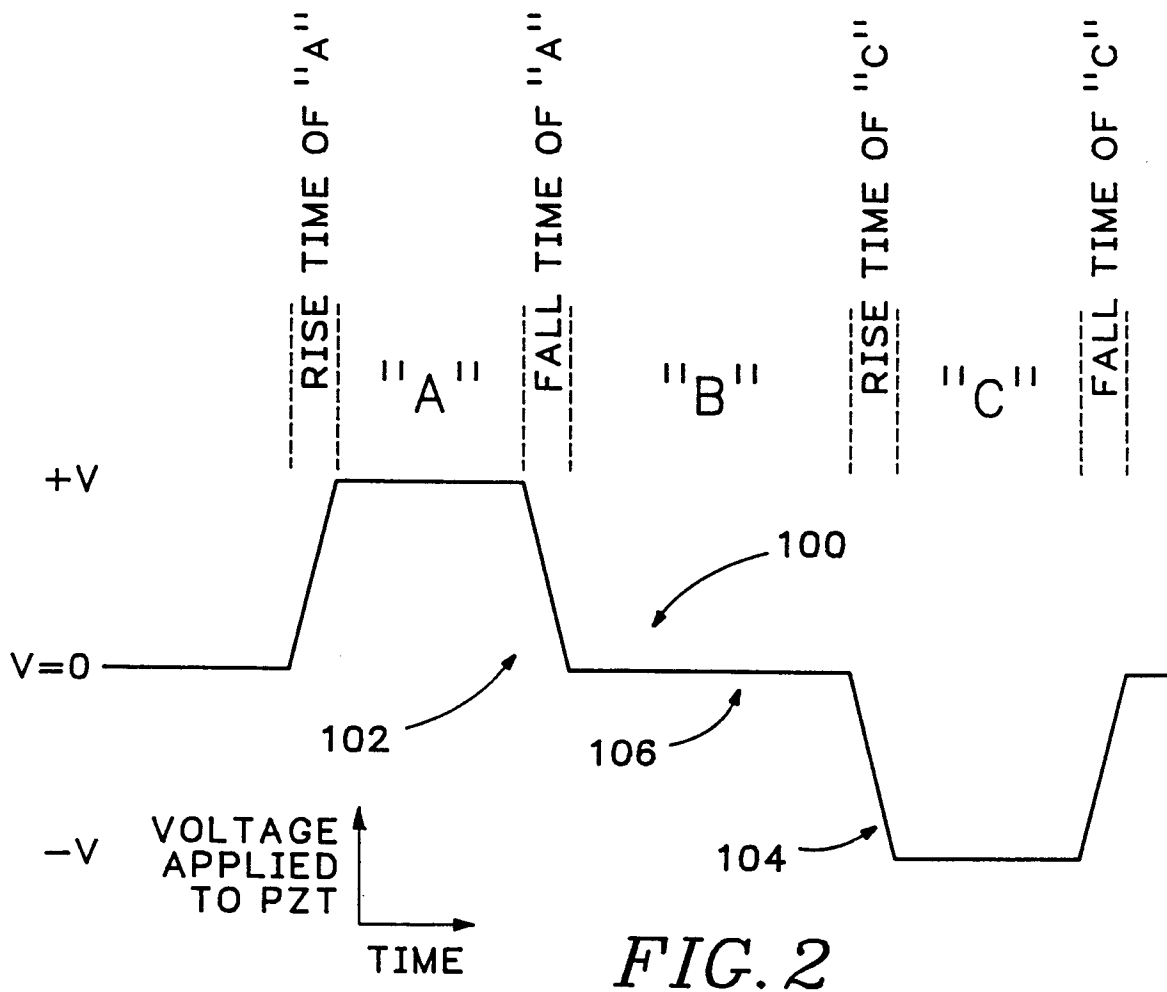 RISE TIME OF "A"
FALL TIME OF "A"
RISE TIME OF "C"
FALL TIME OF "C"
"A"
"B"
"C"
+V
100
V=0
102
106
-V
104
VOLTAGE
APPLIED
TO PZT
TIME
FIG. 2